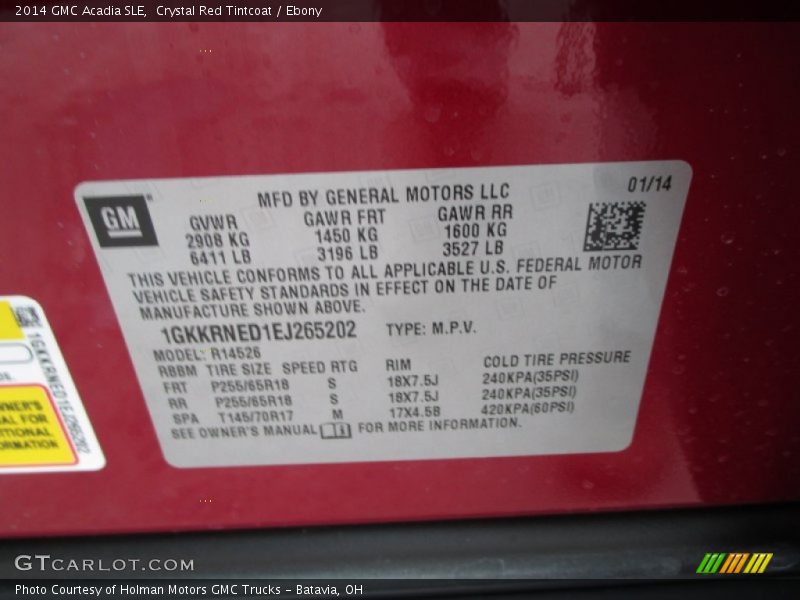 2014 GMC Acadia SLE,  Crystal Red Tintcoat / Ebony
GM
MFD BY GENERAL MOTORS LLC
01/14
GVWR GAWR FRT GAWR RR
2908 KG 1450 KG 1600 KG
6411 LB 3196 LB 3527 LB
THIS VEHICLE CONFORMS TO ALL APPLICABLE U.S. FEDERAL MOTOR
VEHICLE SAFETY STANDARDS IN EFFECT ON THE DATE OF
MANUFACTURE SHOWN ABOVE.
1GKKRNED1EJ265202 TYPE: M.P.V.
MODEL: R14526
RBBM TIRE SIZE SPEED RTG RIM COLD TIRE PRESSURE
FRT P255/65R18 S 18X7.5J 240KPA(35PSI)
RR P255/65R18 S 18X7.5J 240KPA(35PSI)
SPA T145/70R17 M 17X4.5B 420KPA(60PSI)
SEE OWNER'S MANUAL FOR MORE INFORMATION.
1GKKRNED1EJ265202
GTCARLOT.COM
Photo Courtesy of Holman Motors GMC Trucks – Batavia, OH